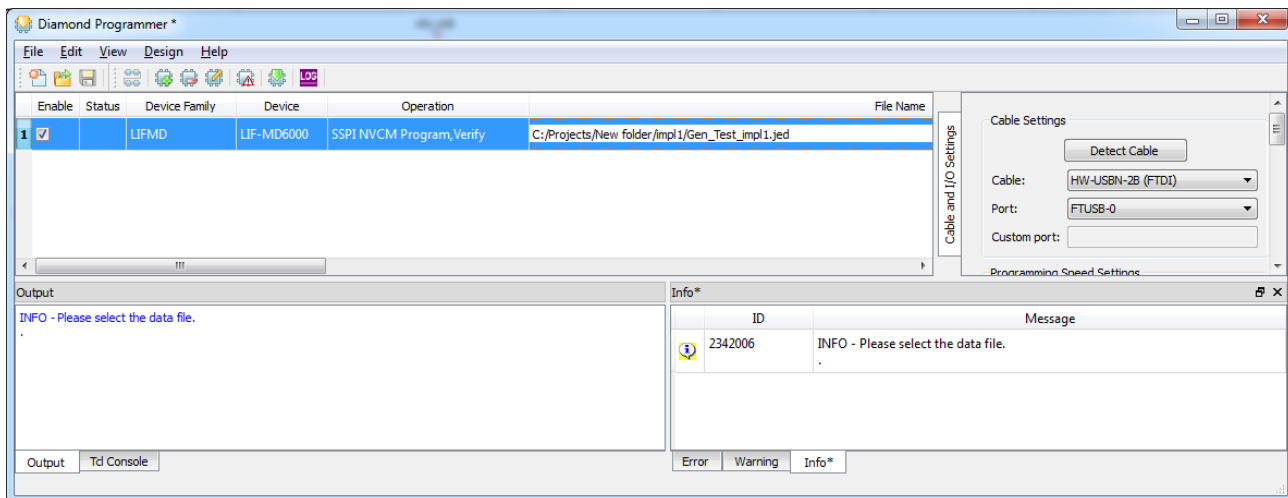 Diamond Programmer *
File Edit View Design Help
LOG
Enable Status Device Family Device Operation File Name
1 LIFMD LIF-MD6000 SSPI NVCM Program,Verify C:/Projects/New folder/impl1/Gen_Test_impl1.jed
Cable and I/O Settings
Cable Settings
Detect Cable
Cable: HW-USBN-2B (FTDI)
Port: FTUSB-0
Custom port:
Programming Speed Settings
Output
INFO - Please select the data file.
.
Output Tcl Console
Info*
ID Message
2342006 INFO - Please select the data file.
.
Error Warning Info*